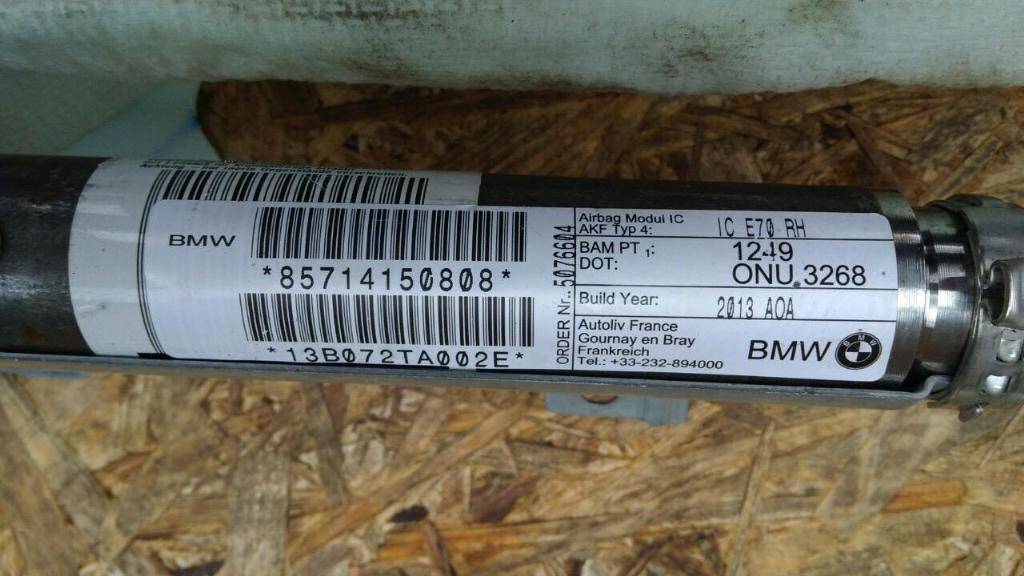 BMW
*85714150808*
*13B072TA002E*
ORDER Nr.: 5076604
Airbag Modul IC
AKF Typ 4: IC E70 RH
BAM PT 1: 1249
DOT: ONU 3268
Build Year: 2013 AOA
Autoliv France
Gournay en Bray
Frankreich
Tel.: +33-232-894000
BMW